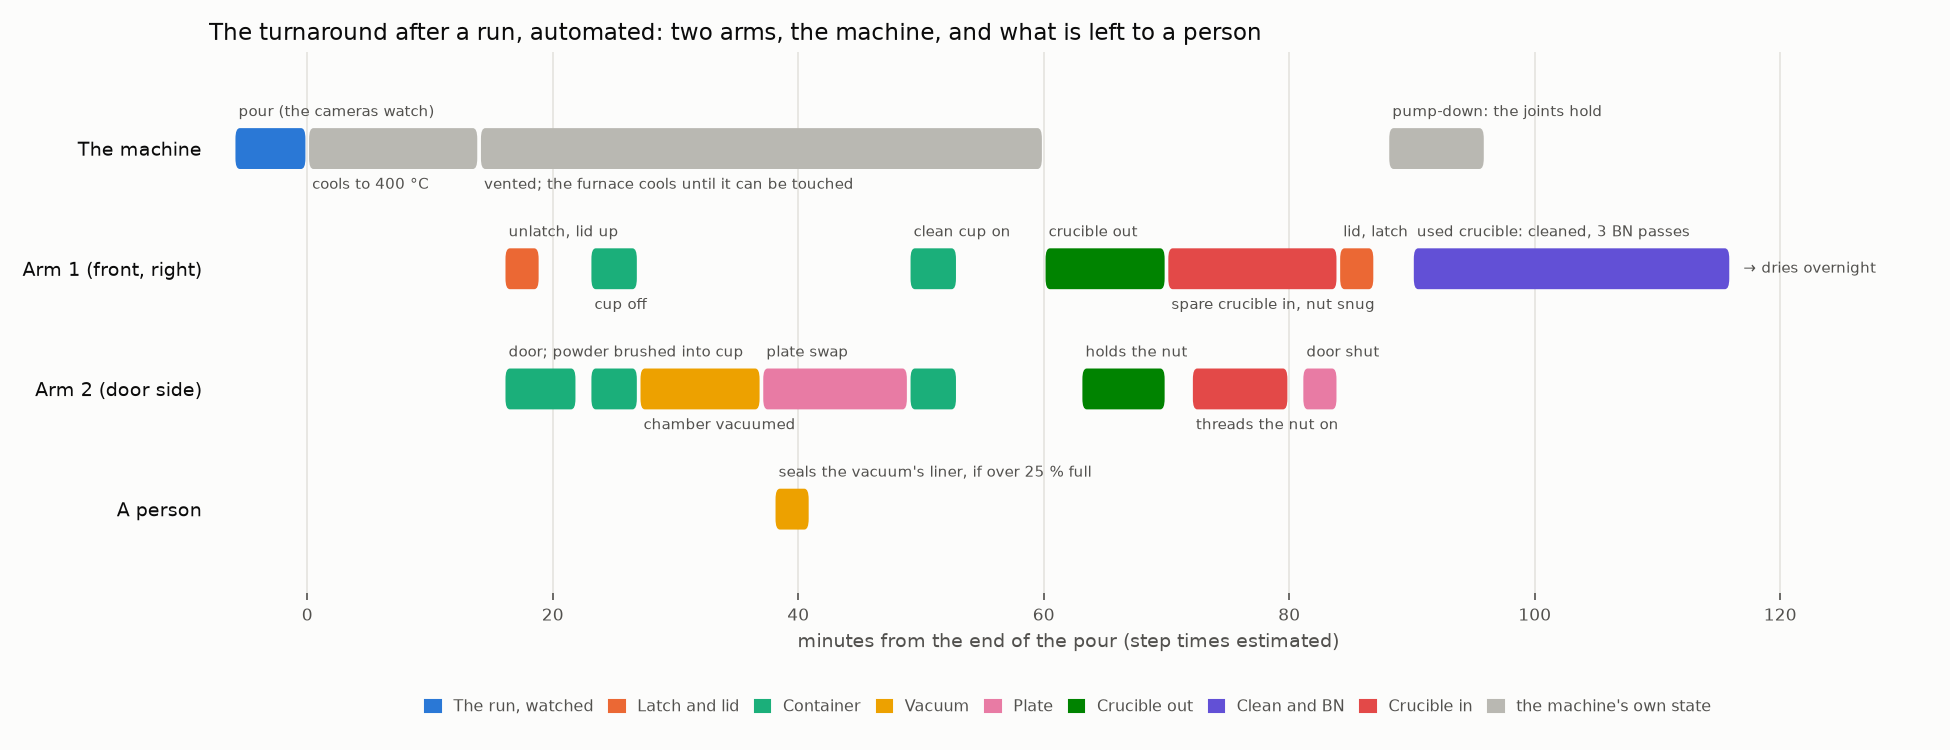 The turnaround after a run, automated: two arms, the machine, and what is left to a person
pour (the cameras watch)
pump-down: the joints hold
The machine
cools to 400 °C
vented; the furnace cools until it can be touched
unlatch, lid up
clean cup on
crucible out
lid, latch
used crucible: cleaned, 3 BN passes
Arm 1 (front, right)
→ dries overnight
cup off
spare crucible in, nut snug
door; powder brushed into cup
plate swap
holds the nut
door shut
Arm 2 (door side)
chamber vacuumed
threads the nut on
seals the vacuum's liner, if over 25 % full
A person
0
20
40
60
80
100
120
minutes from the end of the pour (step times estimated)
The run, watched
Latch and lid
Container
Vacuum
Plate
Crucible out
Clean and BN
Crucible in
the machine's own state